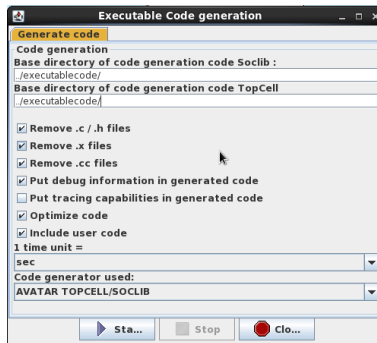 Executable Code generation
Generate code
Code generation
Base directory of code generation code Soclib :
../executablecode/
Base directory of code generation code TopCell
../executablecode/
Remove .c / .h files
Remove .x files
Remove .cc files
Put debug information in generated code
Put tracing capabilities in generated code
Optimize code
Include user code
1 time unit =
sec
Code generator used:
AVATAR TOPCELL/SOCLIB
Sta... Stop Clo...